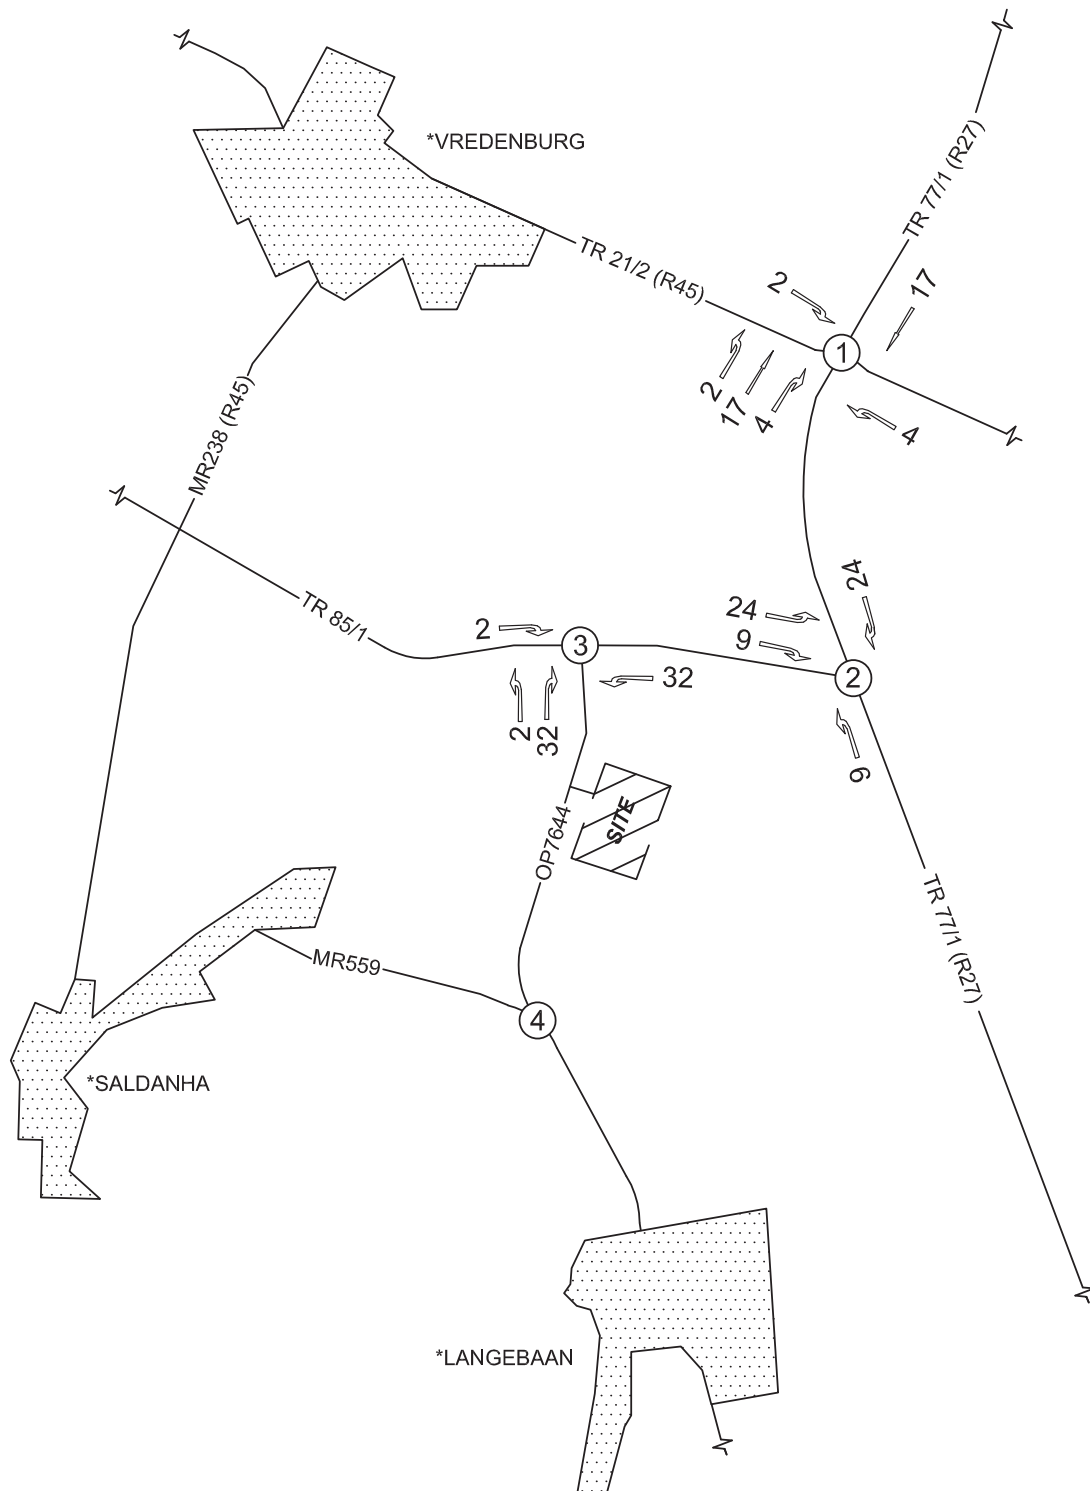 *VREDENBURG
TR 77/1 (R27)
TR 21/2 (R45)
2
17
1
2
17
4
4
MR238 (R45)
TR 85/1
24
24
9
2
3
32
2
2
32
9
SITE
OP7644
TR 77/1 (R27)
MR559
4
*SALDANHA
*LANGEBAAN